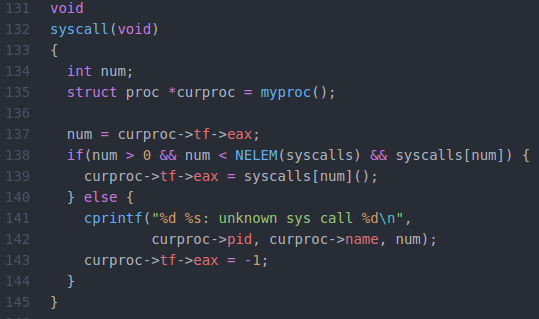 131 void
132 syscall(void)
133 {
134   int num;
135   struct proc *curproc = myproc();
136
137   num = curproc->tf->eax;
138   if(num > 0 && num < NELEM(syscalls) && syscalls[num]) {
139     curproc->tf->eax = syscalls[num]();
140   } else {
141     cprintf("%d %s: unknown sys call %d\n",
142             curproc->pid, curproc->name, num);
143     curproc->tf->eax = -1;
144   }
145 }